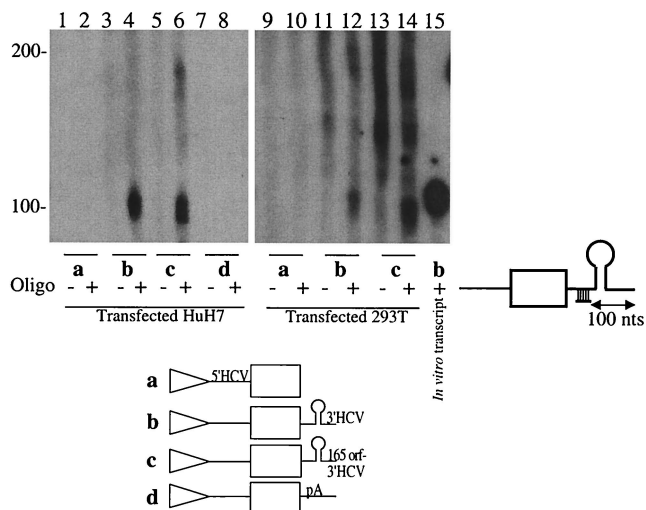 1 2 3 4 5 6 7 8 9 10 11 12 13 14 15
200-
100-
a b c d a b c b
Oligo - + - + - + - + - + - + - + +
Transfected HuH7 Transfected 293T
In vitro transcript
100 nts
a 5'HCV
b 3'HCV
c 165 orf-
3'HCV
d pA